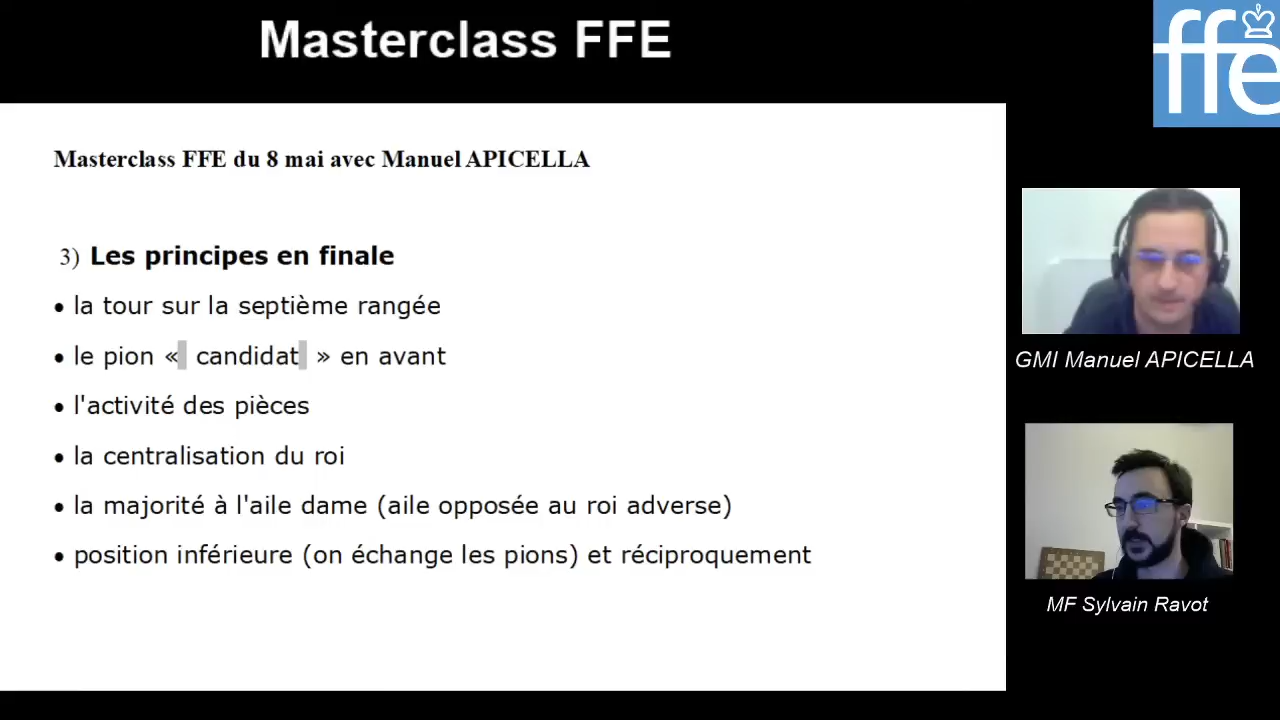 Masterclass FFE
ffe
Masterclass FFE du 8 mai avec Manuel APICELLA
3) Les principes en finale
• la tour sur la septième rangée
• le pion « candidat » en avant
• l'activité des pièces
• la centralisation du roi
• la majorité à l'aile dame (aile opposée au roi adverse)
• position inférieure (on échange les pions) et réciproquement
GMI Manuel APICELLA
MF Sylvain Ravot